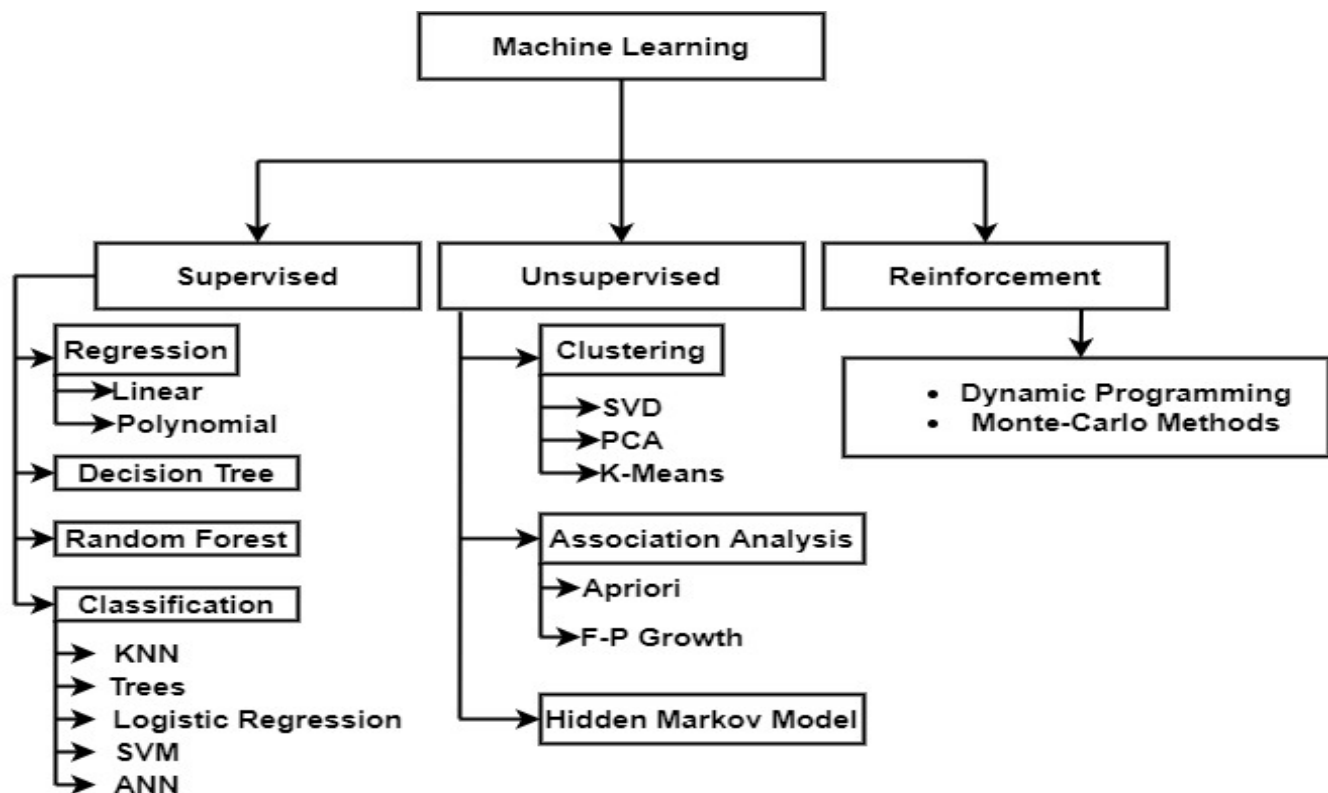 Machine Learning
Supervised
Unsupervised
Reinforcement
Regression
Linear
Polynomial
Decision Tree
Random Forest
Classification
KNN
Trees
Logistic Regression
SVM
ANN
Clustering
SVD
PCA
K-Means
Association Analysis
Apriori
F-P Growth
Hidden Markov Model
• Dynamic Programming
• Monte-Carlo Methods